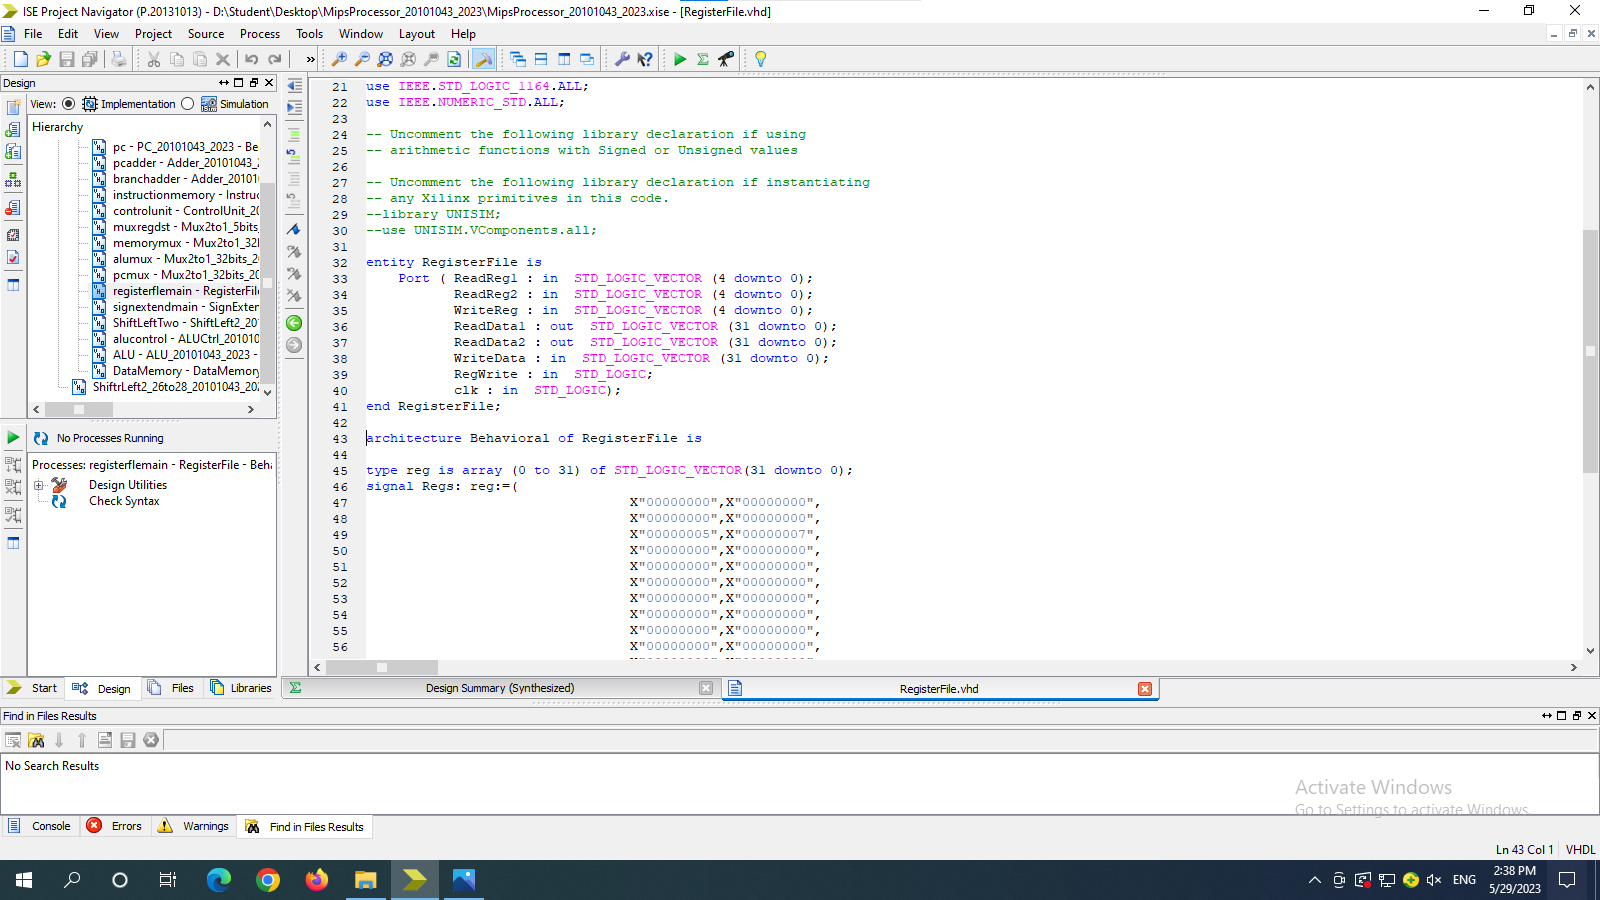 ISE Project Navigator (P.20131013) - D:\Student\Desktop\MipsProcessor_20101043_2023\MipsProcessor_20101043_2023.xise - [RegisterFile.vhd]
File Edit View Project Source Process Tools Window Layout Help
»
Design
View: Implementation Simulation
Hierarchy
pc - PC_20101043_2023 - Be
pcadder - Adder_20101043_
branchadder - Adder_20101
instructionmemory - Instru
controlunit - ControlUnit_20
muxregdst - Mux2to1_5bits_
memorymux - Mux2to1_32
alumux - Mux2to1_32bits_20
pcmux - Mux2to1_32bits_20
registerflemain - RegisterFil
signextendmain - SignExten
ShiftLeftTwo - ShiftLeft2_20
alucontrol - ALUCtrl_20101
ALU - ALU_20101043_2023 -
DataMemory - DataMemory
ShiftrLeft2_26to28_20101043_20
No Processes Running
Processes: registerflemain - RegisterFile - Beha
Design Utilities
Check Syntax
Start Design Files Libraries
21 use IEEE.STD_LOGIC_1164.ALL;
22 use IEEE.NUMERIC_STD.ALL;
23
24 -- Uncomment the following library declaration if using
25 -- arithmetic functions with Signed or Unsigned values
26
27 -- Uncomment the following library declaration if instantiating
28 -- any Xilinx primitives in this code.
29 --library UNISIM;
30 --use UNISIM.VComponents.all;
31
32 entity RegisterFile is
33 Port ( ReadReg1 : in STD_LOGIC_VECTOR (4 downto 0);
34 ReadReg2 : in STD_LOGIC_VECTOR (4 downto 0);
35 WriteReg : in STD_LOGIC_VECTOR (4 downto 0);
36 ReadData1 : out STD_LOGIC_VECTOR (31 downto 0);
37 ReadData2 : out STD_LOGIC_VECTOR (31 downto 0);
38 WriteData : in STD_LOGIC_VECTOR (31 downto 0);
39 RegWrite : in STD_LOGIC;
40 clk : in STD_LOGIC);
41 end RegisterFile;
42
43 architecture Behavioral of RegisterFile is
44
45 type reg is array (0 to 31) of STD_LOGIC_VECTOR(31 downto 0);
46 signal Regs: reg:=(
47 X"00000000",X"00000000",
48 X"00000000",X"00000000",
49 X"00000005",X"00000007",
50 X"00000000",X"00000000",
51 X"00000000",X"00000000",
52 X"00000000",X"00000000",
53 X"00000000",X"00000000",
54 X"00000000",X"00000000",
55 X"00000000",X"00000000",
56 X"00000000",X"00000000",
Design Summary (Synthesized) RegisterFile.vhd
Find in Files Results
No Search Results
Activate Windows
Go to Settings to activate Windows.
Console Errors Warnings Find in Files Results
Ln 43 Col 1 VHDL
ENG
2:38 PM
5/29/2023